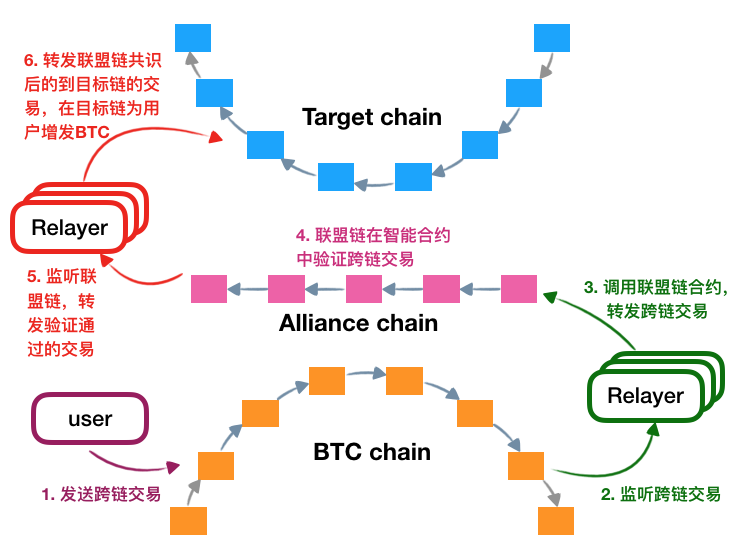 6. 转发联盟链共识
后的到目标链的交
易，在目标链为用
户增发BTC
Target chain
Relayer
4. 联盟链在智能合约
中验证跨链交易
5. 监听联
盟链，转
发验证通
过的交易
Alliance chain
3. 调用联盟链合约，
转发跨链交易
Relayer
user
BTC chain
1. 发送跨链交易
2. 监听跨链交易